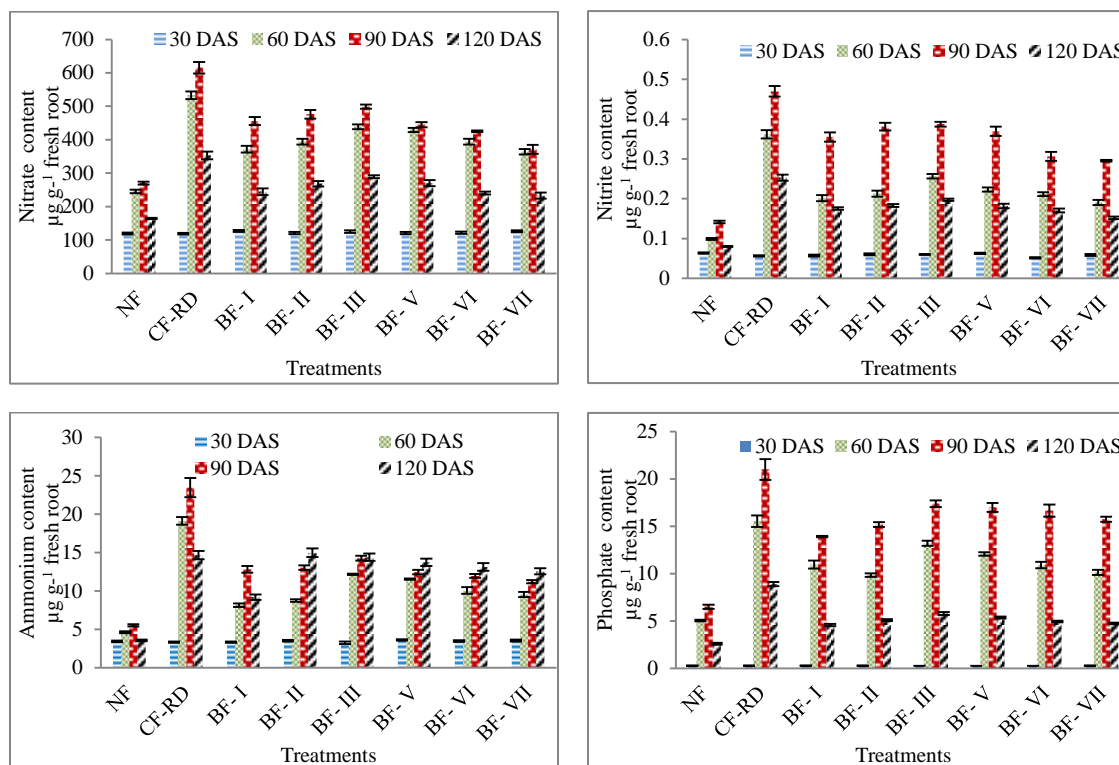 700
600
500
400
300
200
100
0
30 DAS 60 DAS 90 DAS 120 DAS
Nitrate content
µg g-1 fresh root
NF
CF-RD
BF- I
BF- II
BF- III
BF- V
BF- VI
BF- VII
Treatments
0.6
0.5
0.4
0.3
0.2
0.1
0
30 DAS 60 DAS 90 DAS 120 DAS
Nitrite content
µg g-1 fresh root
NF
CF-RD
BF- I
BF- II
BF- III
BF- V
BF- VI
BF- VII
Treatments
30
25
20
15
10
5
0
30 DAS 60 DAS
90 DAS 120 DAS
Ammonium content
µg g-1 fresh root
NF
CF-RD
BF- I
BF- II
BF- III
BF- V
BF- VI
BF- VII
Treatments
25
20
15
10
5
0
30 DAS 60 DAS 90 DAS 120 DAS
Phosphate content
µg g-1 fresh root
NF
CF-RD
BF- I
BF- II
BF- III
BF- V
BF- VI
BF- VII
Treatments